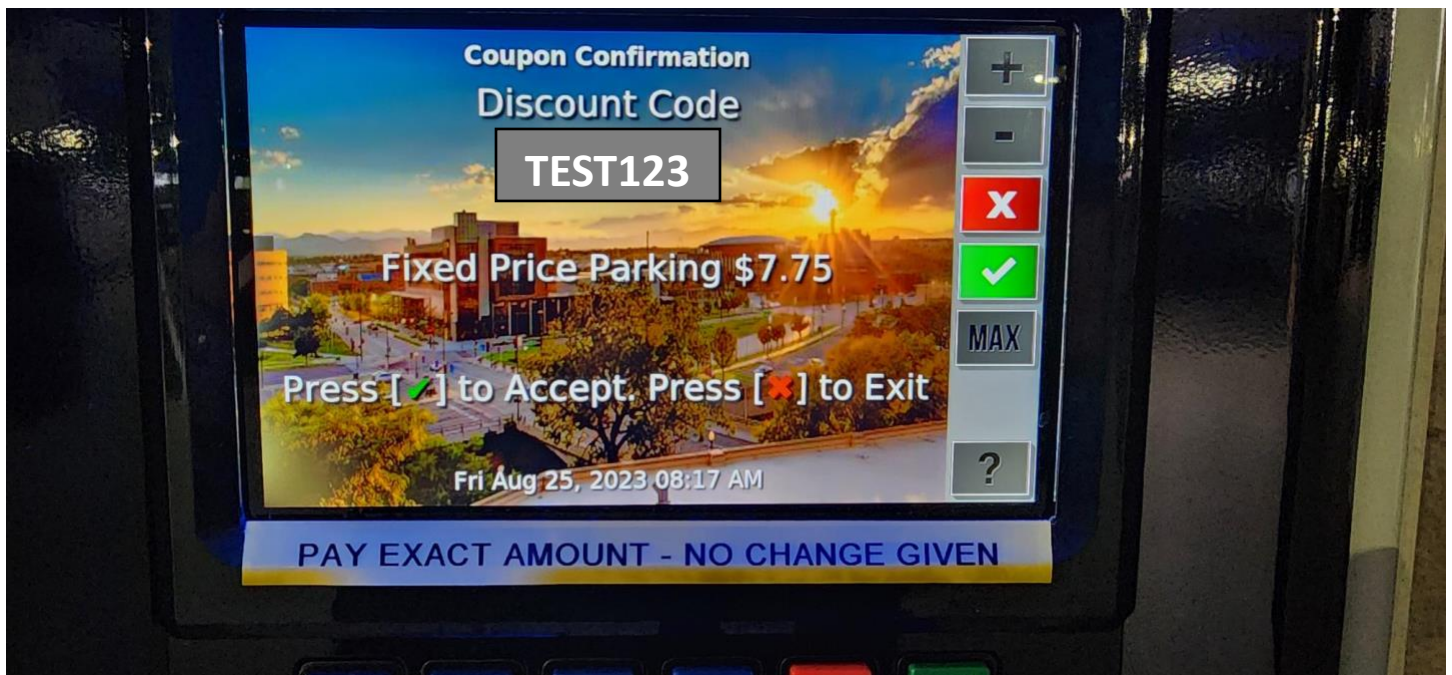 Coupon Confirmation
Discount Code
TEST123
Fixed Price Parking $7.75
Press [✔] to Accept. Press [✖] to Exit
Fri Aug 25, 2023 08:17 AM
+
-
X
✔
MAX
?
PAY EXACT AMOUNT - NO CHANGE GIVEN